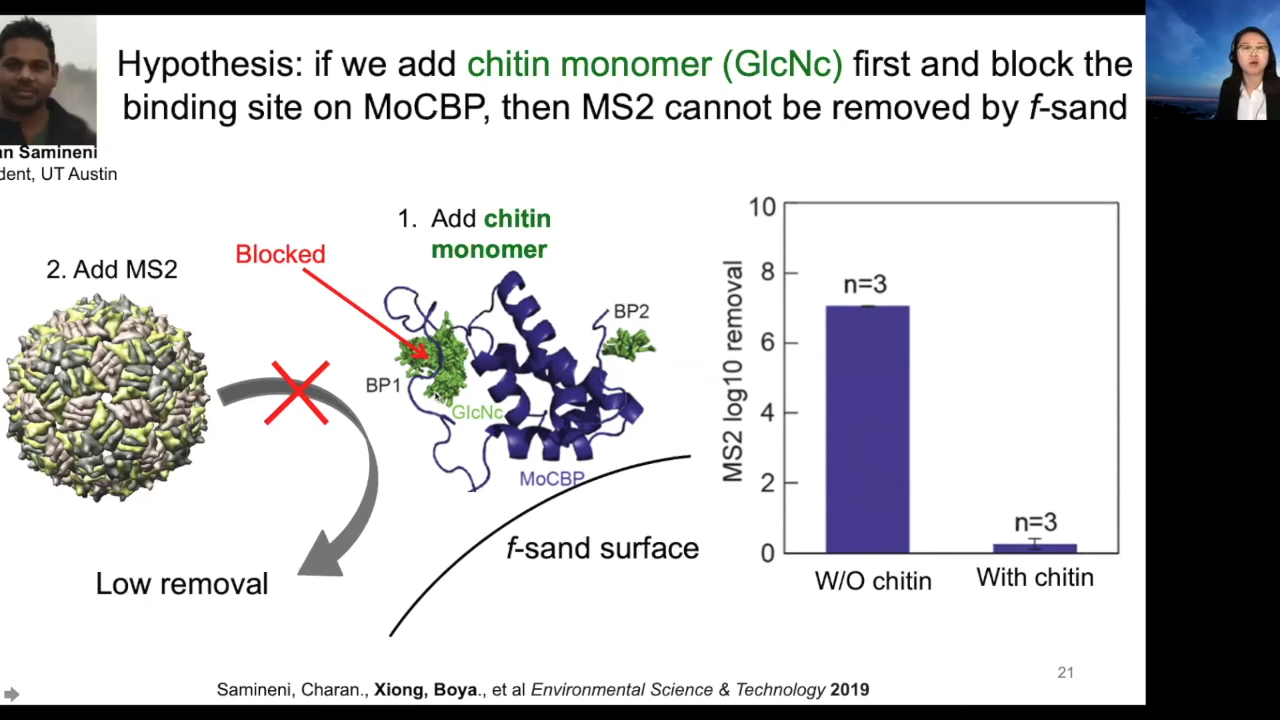 Hypothesis: if we add chitin monomer (GlcNc) first and block the
binding site on MoCBP, then MS2 cannot be removed by f-sand
an Samineni
dent, UT Austin
1. Add chitin
monomer
Blocked
2. Add MS2
BP2
BP1
GlcNc
MoCBP
f-sand surface
Low removal
MS2 log10 removal
10
8
6
4
2
0
n=3
n=3
W/O chitin
With chitin
21
Samineni, Charan., Xiong, Boya., et al Environmental Science & Technology 2019